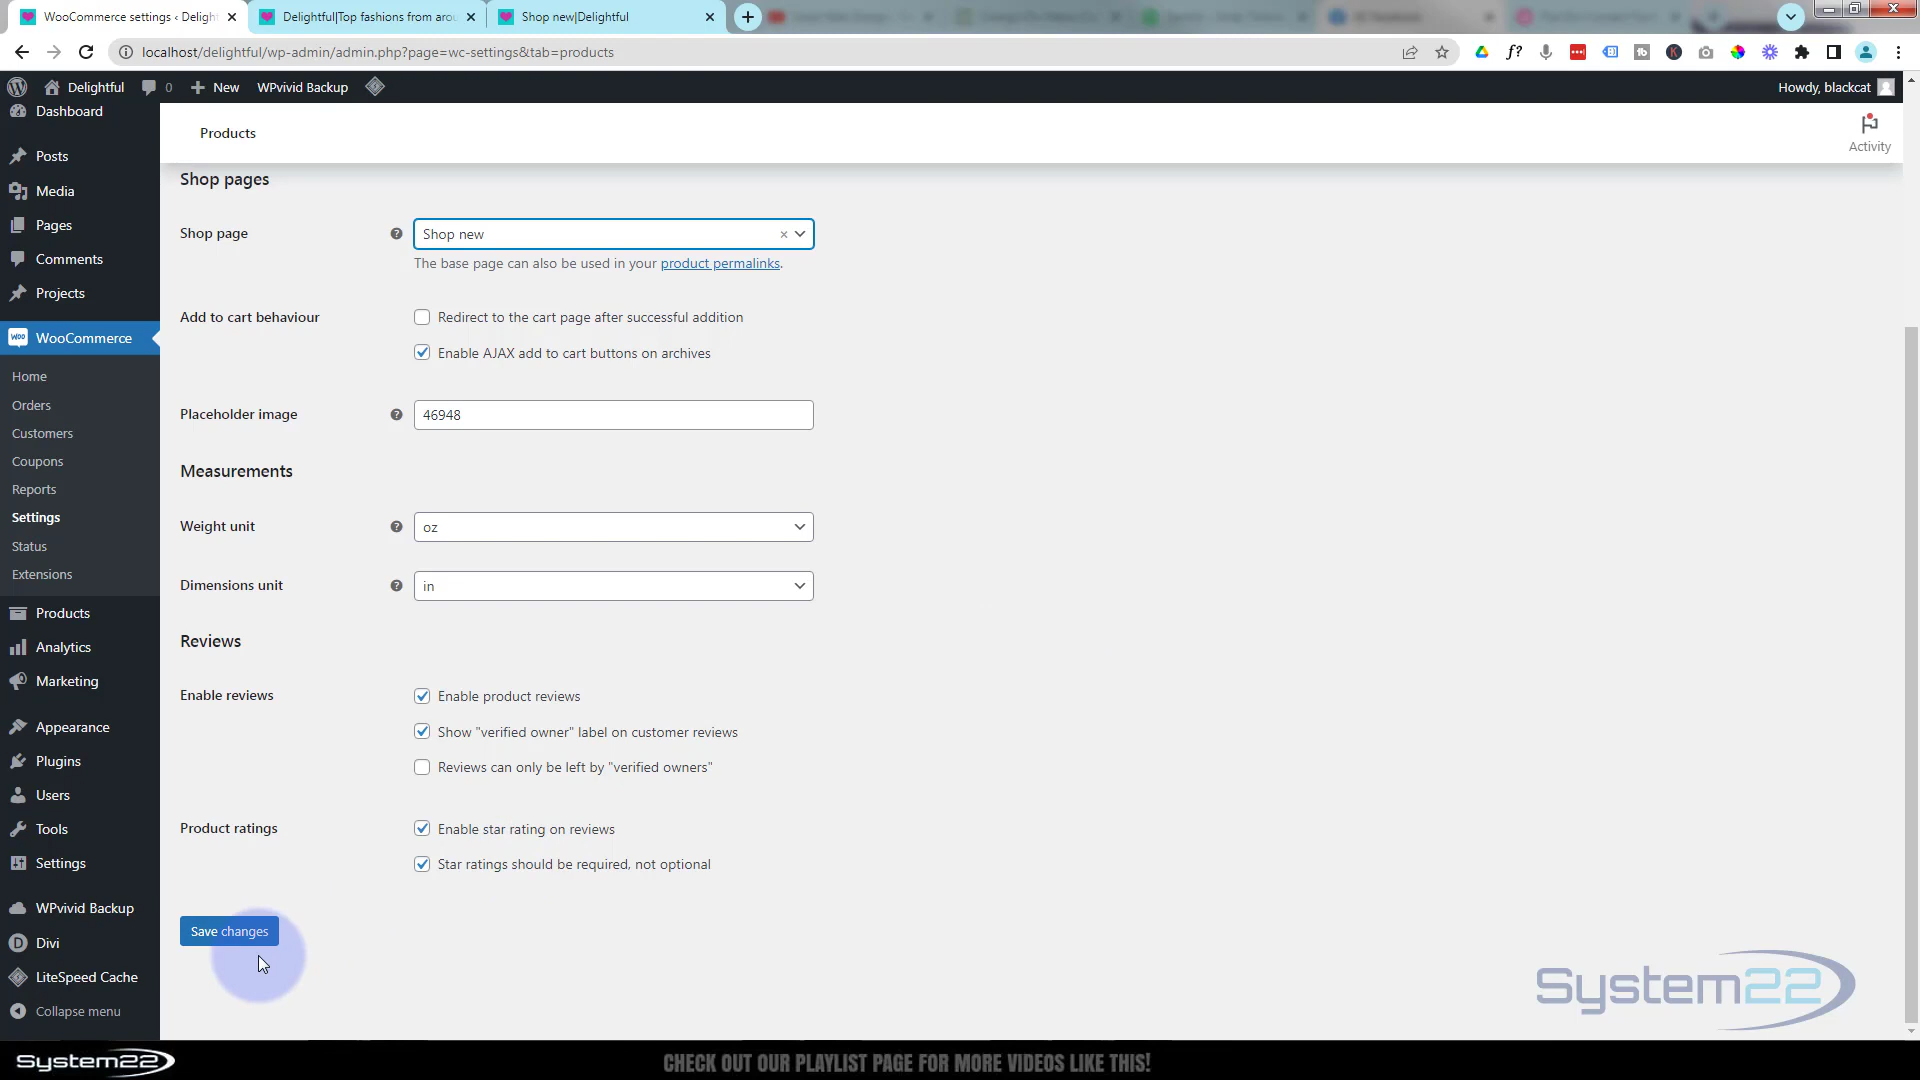 WooCommerce settings ‹ Deligh
Delightful|Top fashions from arou
Shop new|Delightful
localhost/delightful/wp-admin/admin.php?page=wc-settings&tab=products
Delightful
0
New
WPvivid Backup
Howdy, blackcat
Dashboard
Posts
Media
Pages
Comments
Projects
WooCommerce
Home
Orders
Customers
Coupons
Reports
Settings
Status
Extensions
Products
Analytics
Marketing
Appearance
Plugins
Users
Tools
Settings
WPvivid Backup
Divi
LiteSpeed Cache
Collapse menu
Products
Activity
Shop pages
Shop page
Shop new
The base page can also be used in your product permalinks.
Add to cart behaviour
Redirect to the cart page after successful addition
Enable AJAX add to cart buttons on archives
Placeholder image
46948
Measurements
Weight unit
oz
Dimensions unit
in
Reviews
Enable reviews
Enable product reviews
Show "verified owner" label on customer reviews
Reviews can only be left by "verified owners"
Product ratings
Enable star rating on reviews
Star ratings should be required, not optional
Save changes
System22
System22
CHECK OUT OUR PLAYLIST PAGE FOR MORE VIDEOS LIKE THIS!